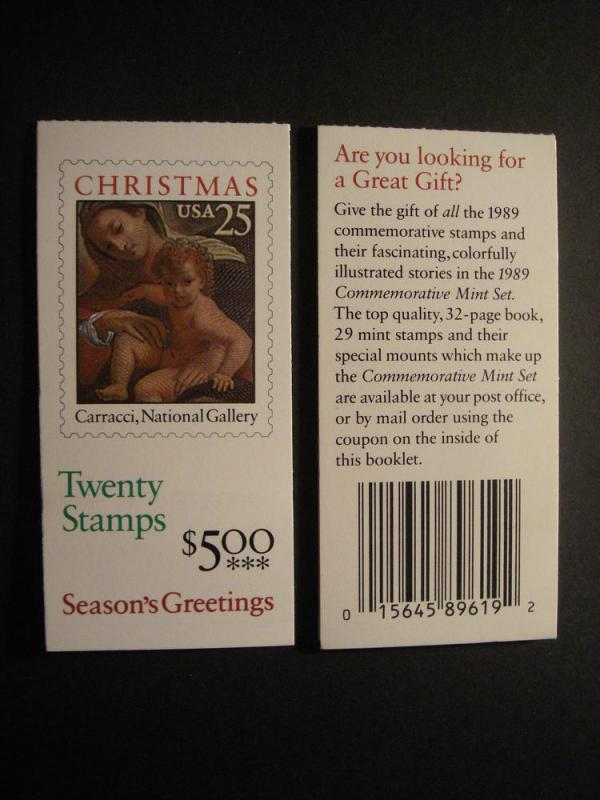 CHRISTMAS
USA 25
Carracci, National Gallery
Twenty
Stamps
$5.00
***
Season's Greetings
Are you looking for
a Great Gift?
Give the gift of all the 1989
commemorative stamps and
their fascinating, colorfully
illustrated stories in the 1989
Commemorative Mint Set.
The top quality, 32-page book,
29 mint stamps and their
special mounts which make up
the Commemorative Mint Set
are available at your post office,
or by mail order using the
coupon on the inside of
this booklet.
0 15645 89619 2